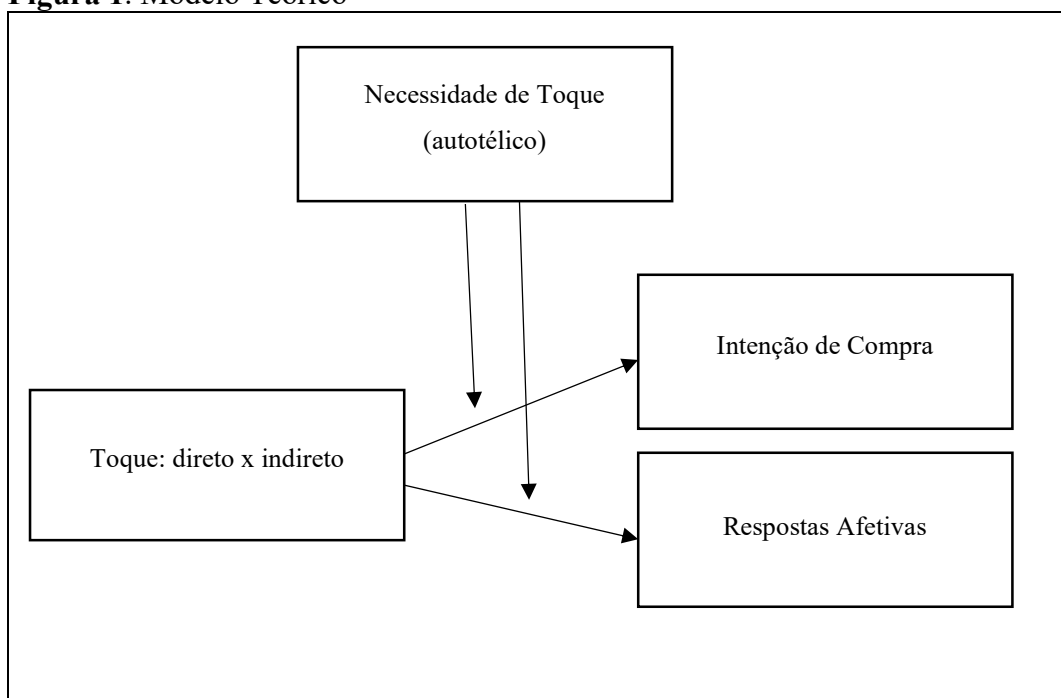 Figura 1. Modelo Teórico
Necessidade de Toque
(autotélico)
Intenção de Compra
Toque: direto x indireto
Respostas Afetivas